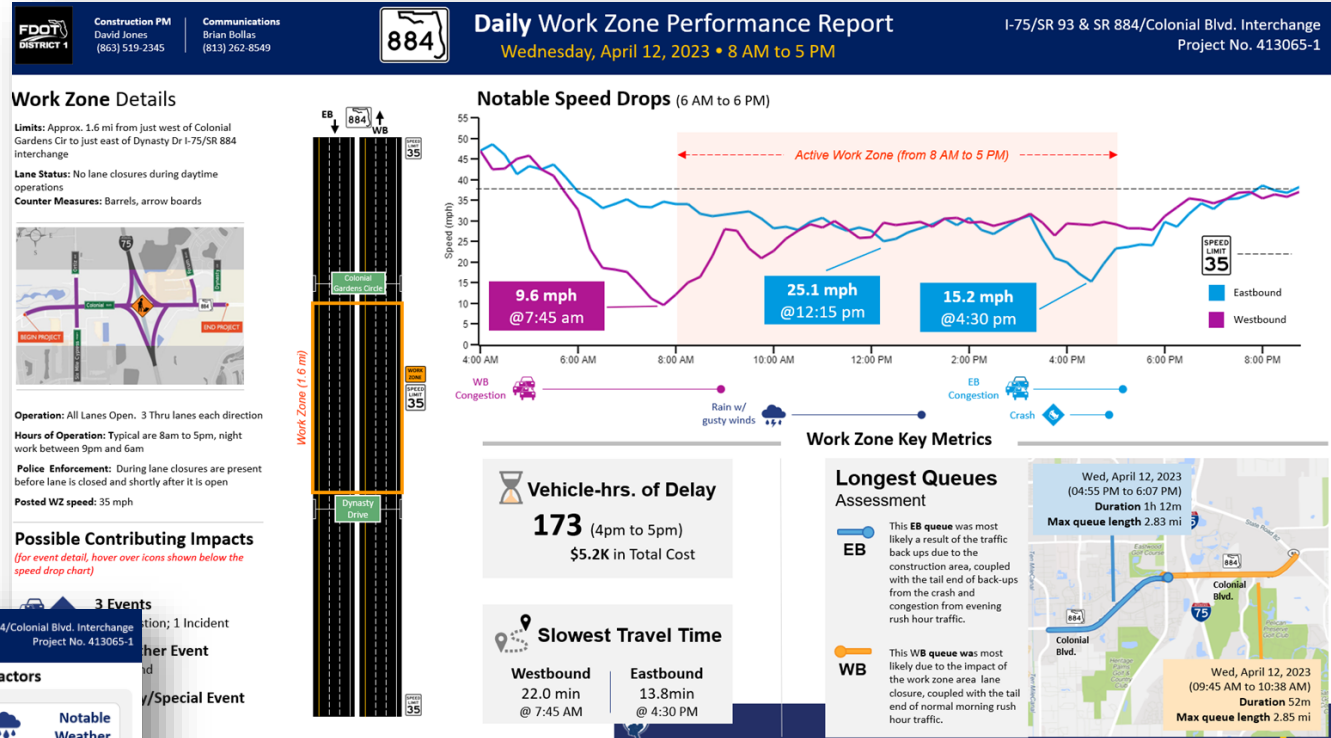 FDOT
DISTRICT 1
Construction PM
David Jones
(863) 519-2345
Communications
Brian Bollas
(813) 262-8549
884
Daily Work Zone Performance Report
Wednesday, April 12, 2023 • 8 AM to 5 PM
I-75/SR 93 & SR 884/Colonial Blvd. Interchange
Project No. 413065-1
Work Zone Details
Limits: Approx. 1.6 mi from just west of Colonial
Gardens Cir to just east of Dynasty Dr I-75/SR 884
interchange
Lane Status: No lane closures during daytime
operations
Counter Measures: Barrels, arrow boards
75
Colonial
884
BEGIN PROJECT
END PROJECT
Operation: All Lanes Open. 3 Thru lanes each direction
Hours of Operation: Typical are 8am to 5pm, night
work between 9pm and 6am
Police Enforcement: During lane closures are present
before lane is closed and shortly after it is open
Posted WZ speed: 35 mph
Possible Contributing Impacts
(for event detail, hover over icons shown below the
speed drop chart)
3 Events
stion; 1 Incident
ther Event
nd
y/Special Event
4/Colonial Blvd. Interchange
Project No. 413065-1
actors
Notable
Weather
EB
884
WB
SPEED
LIMIT
35
Colonial
Gardens Circle
Work Zone (1.6 mi)
WORK
ZONE
SPEED
LIMIT
35
Dynasty
Drive
SPEED
LIMIT
35
Notable Speed Drops (6 AM to 6 PM)
Speed (mph)
55
50
45
40
35
30
25
20
15
10
5
0
Active Work Zone (from 8 AM to 5 PM)
9.6 mph
@7:45 am
25.1 mph
@12:15 pm
15.2 mph
@4:30 pm
SPEED
LIMIT
35
Eastbound
Westbound
4:00 AM
6:00 AM
8:00 AM
10:00 AM
12:00 PM
2:00 PM
4:00 PM
6:00 PM
8:00 PM
WB
Congestion
Rain w/
gusty winds
EB
Congestion
Crash
Work Zone Key Metrics
Vehicle-hrs. of Delay
173 (4pm to 5pm)
$5.2K in Total Cost
Slowest Travel Time
Westbound
22.0 min
@ 7:45 AM
Eastbound
13.8min
@ 4:30 PM
Longest Queues
Assessment
EB
This EB queue was most
likely a result of the traffic
back ups due to the
construction area, coupled
with the tail end of back-ups
from the crash and
congestion from evening
rush hour traffic.
WB
This WB queue was most
likely due to the impact of
the work zone area lane
closure, coupled with the tail
end of normal morning rush
hour traffic.
Wed, April 12, 2023
(04:55 PM to 6:07 PM)
Duration 1h 12m
Max queue length 2.83 mi
State Road 82
Eastwood
Golf Course
884
Colonial
Blvd.
75
884
Colonial
Blvd.
Pelican
Preserve
Golf Club
Heritage
Palms
Golf &
Country
Club
Wed, April 12, 2023
(09:45 AM to 10:38 AM)
Duration 52m
Max queue length 2.85 mi